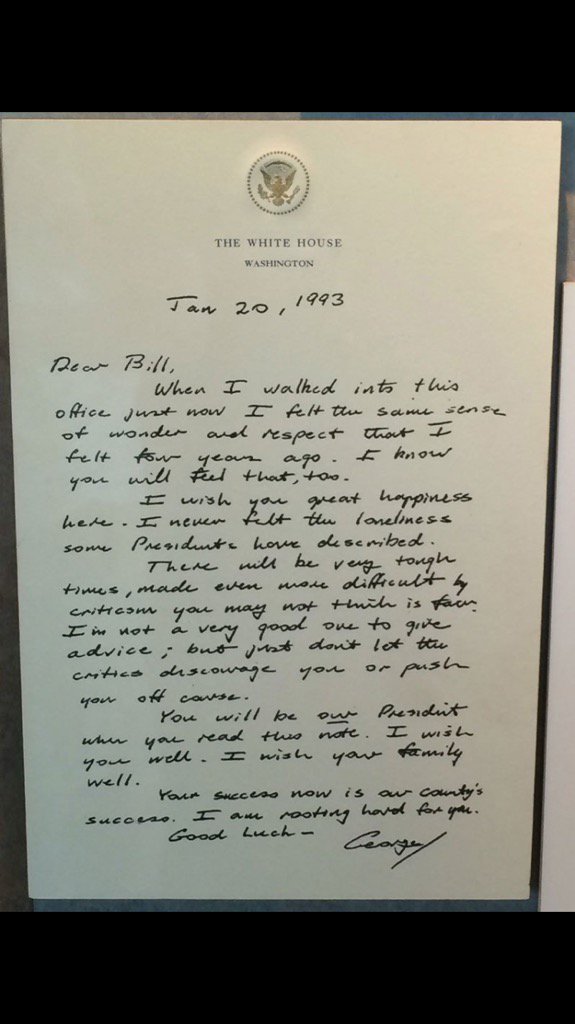 THE WHITE HOUSE
WASHINGTON
Jan 20, 1993
Dear Bill,
When I walked into this
office just now I felt the same sense
of wonder and respect that I
felt four years ago. I know
you will feel that, too.
I wish you great happiness
here. I never felt the loneliness
some Presidents have described.
There will be very tough
times, made even more difficult by
criticism you may not think is fair.
I'm not a very good one to give
advice; but just don't let the
critics discourage you or push
you off course.
You will be our President
when you read this note. I wish
you well. I wish your family
well.
Your success now is our county's
success. I am rooting hard for you.
Good Luck -
George